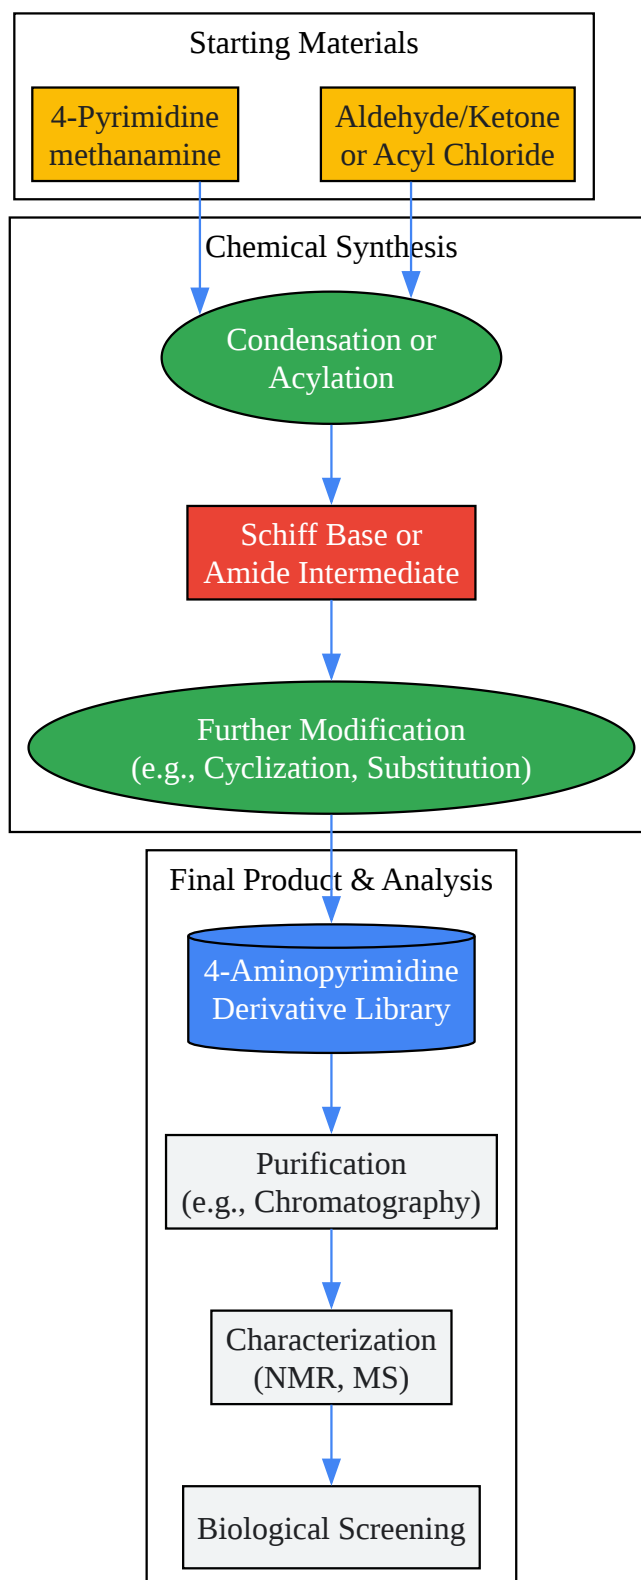 Starting Materials
4-Pyrimidine
methanamine
Aldehyde/Ketone
or Acyl Chloride
Chemical Synthesis
Condensation or
Acylation
Schiff Base or
Amide Intermediate
Further Modification
(e.g., Cyclization, Substitution)
Final Product & Analysis
4-Aminopyrimidine
Derivative Library
Purification
(e.g., Chromatography)
Characterization
(NMR, MS)
Biological Screening